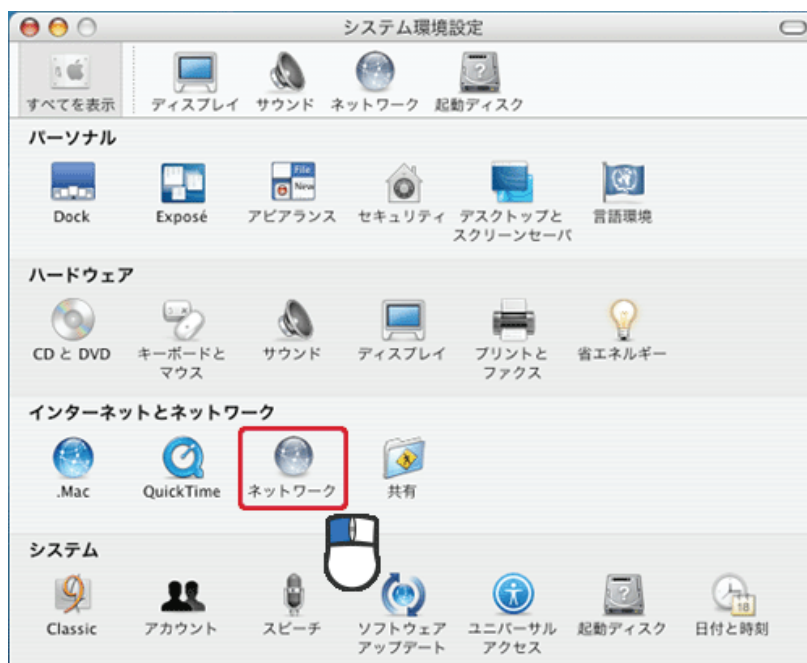 システム環境設定
すべてを表示 ディスプレイ サウンド ネットワーク 起動ディスク
パーソナル
Dock Exposé アピアランス セキュリティ デスクトップと
スクリーンセーバ 言語環境
ハードウェア
CD と DVD キーボードと
マウス サウンド ディスプレイ プリントと
ファクス 省エネルギー
インターネットとネットワーク
.Mac QuickTime ネットワーク 共有
システム
Classic アカウント スピーチ ソフトウェア
アップデート ユニバーサル
アクセス 起動ディスク 日付と時刻
File
New
18